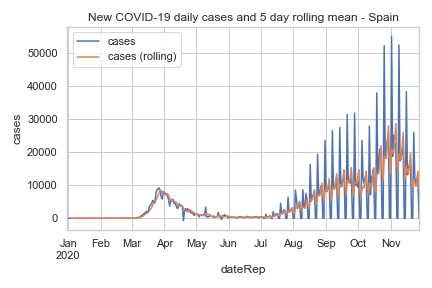 New COVID-19 daily cases and 5 day rolling mean - Spain
cases
cases (rolling)
50000
40000
30000
20000
10000
0
cases
Jan Feb Mar Apr May Jun Jul Aug Sep Oct Nov
2020
dateRep